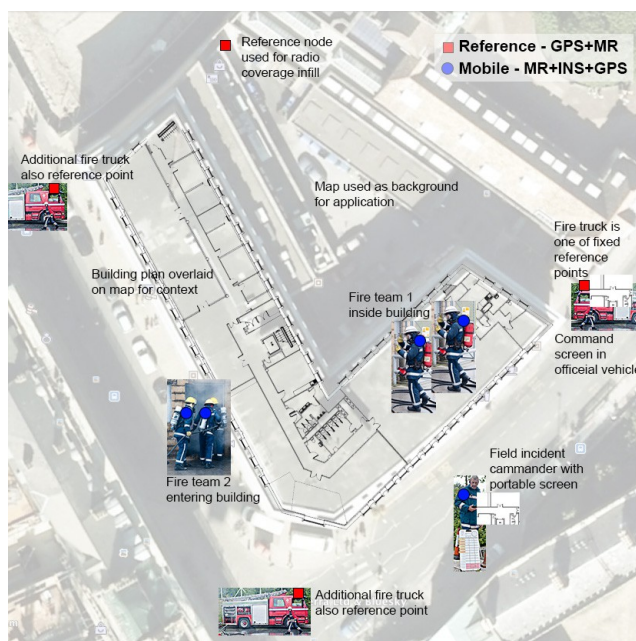 Reference node
used for radio
coverage infill
Reference - GPS+MR
Mobile - MR+INS+GPS
Additional fire truck
also reference point
Map used as background
for application
Fire truck is
one of fixed
reference
points
Building plan overlaid
on map for context
Fire team 1
inside building
Command
screen in
officeial vehicle
Field incident
cammander with
portable screen
Fire team 2
entering building
Additional fire truck
also reference point